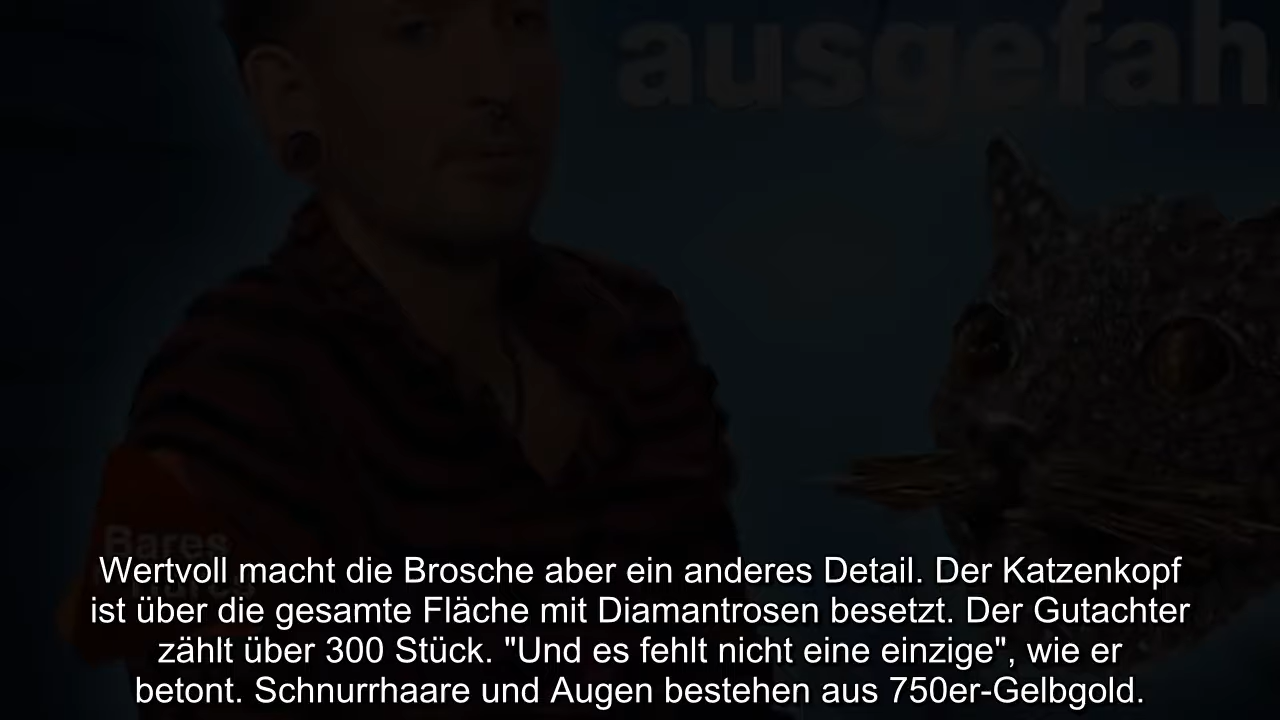 ausgefah
Bares
Rares
Wertvoll macht die Brosche aber ein anderes Detail. Der Katzenkopf
ist über die gesamte Fläche mit Diamantrosen besetzt. Der Gutachter
zählt über 300 Stück. "Und es fehlt nicht eine einzige", wie er
betont. Schnurrhaare und Augen bestehen aus 750er-Gelbgold.